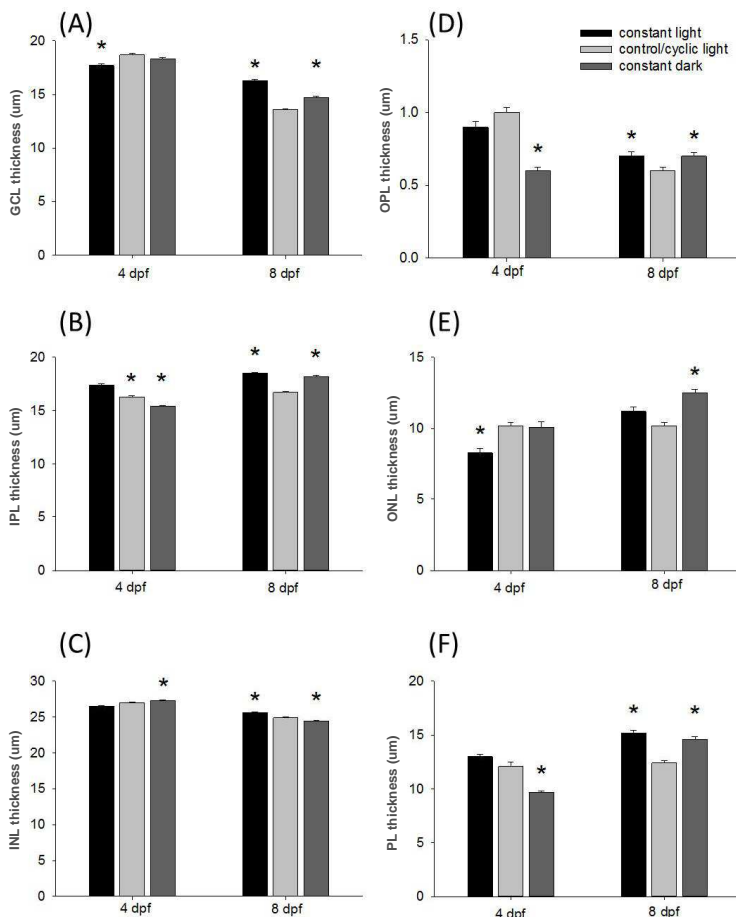 (A)
20
15
10
5
0
GCL thickness (um)
*
*
*
4 dpf
8 dpf
(D)
constant light
control/cyclic light
constant dark
1.5
1.0
0.5
0.0
OPL thickness (um)
*
*
*
4 dpf
8 dpf
(B)
20
15
10
5
0
IPL thickness (um)
*
*
*
*
4 dpf
8 dpf
(E)
15
10
5
0
ONL thickness (um)
*
*
4 dpf
8 dpf
(C)
30
25
20
15
10
5
0
INL thickness (um)
*
*
*
4 dpf
8 dpf
(F)
20
15
10
5
0
PL thickness (um)
*
*
*
4 dpf
8 dpf